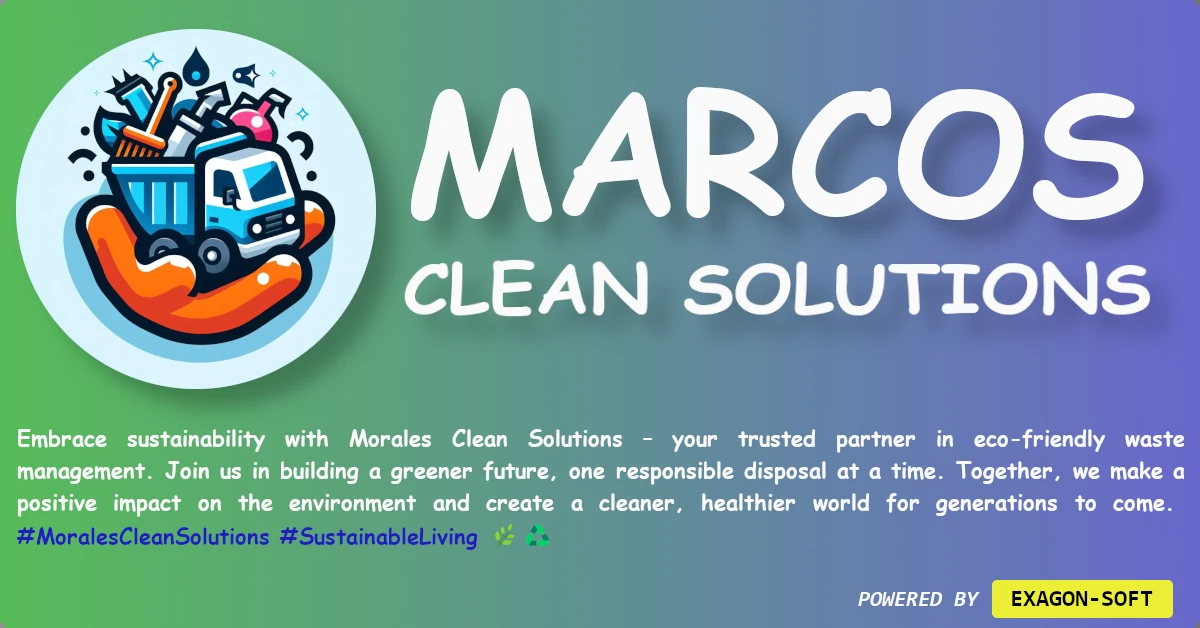 MARCOS
CLEAN SOLUTIONS
Embrace sustainability with Morales Clean Solutions - your trusted partner in eco-friendly waste
management. Join us in building a greener future, one responsible disposal at a time. Together, we make a
positive impact on the environment and create a cleaner, healthier world for generations to come.
#MoralesCleanSolutions #SustainableLiving 🌿 ♻️
POWERED BY EXAGON-SOFT